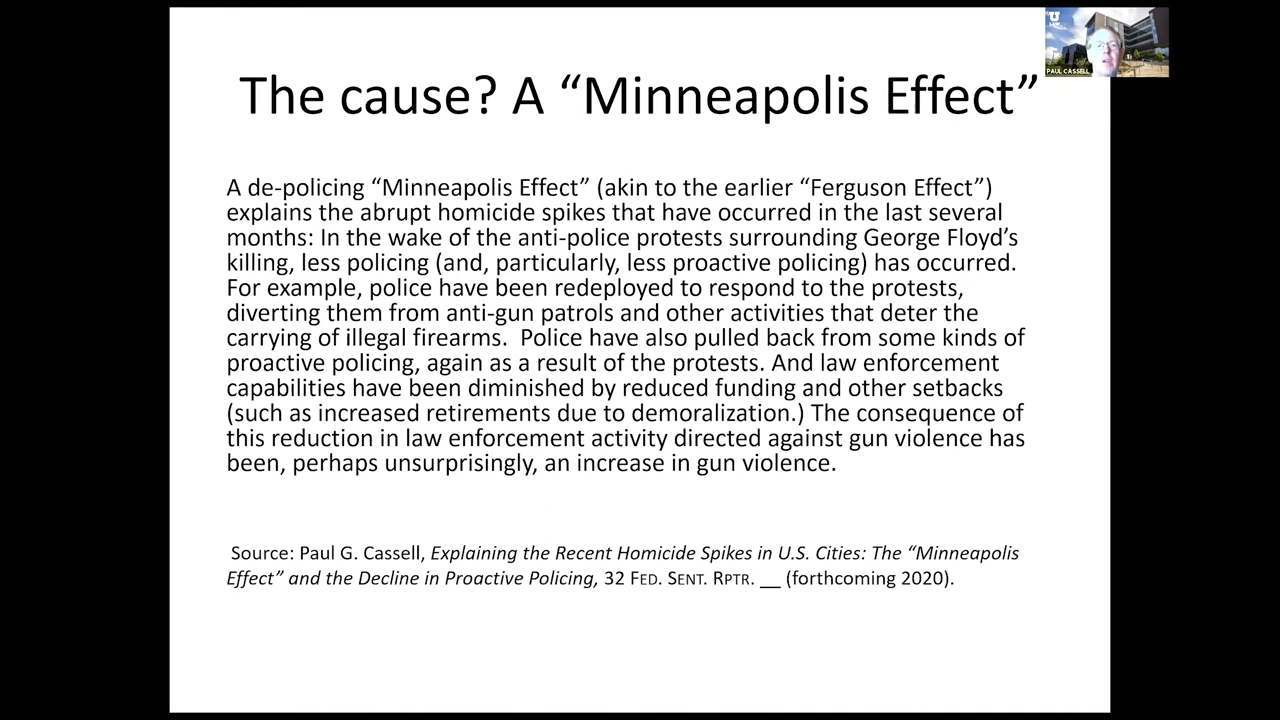 The cause? A “Minneapolis Effect”
A de-policing “Minneapolis Effect” (akin to the earlier “Ferguson Effect”)
explains the abrupt homicide spikes that have occurred in the last several
months: In the wake of the anti-police protests surrounding George Floyd’s
killing, less policing (and, particularly, less proactive policing) has occurred.
For example, police have been redeployed to respond to the protests,
diverting them from anti-gun patrols and other activities that deter the
carrying of illegal firearms.  Police have also pulled back from some kinds of
proactive policing, again as a result of the protests. And law enforcement
capabilities have been diminished by reduced funding and other setbacks
(such as increased retirements due to demoralization.) The consequence of
this reduction in law enforcement activity directed against gun violence has
been, perhaps unsurprisingly, an increase in gun violence.
Source: Paul G. Cassell, Explaining the Recent Homicide Spikes in U.S. Cities: The “Minneapolis
Effect” and the Decline in Proactive Policing, 32 FED. SENT. RPTR. __ (forthcoming 2020).
U
LAW
PAUL CASSELL